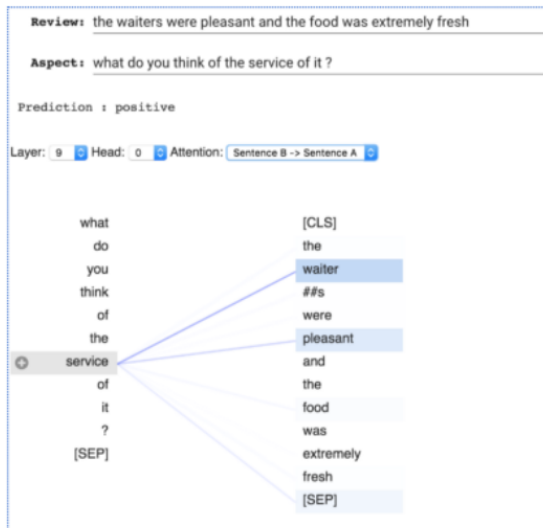 Review: the waiters were pleasant and the food was extremely fresh
Aspect: what do you think of the service of it ?
Prediction : positive
Layer: 9 Head: 0 Attention: Sentence B -> Sentence A
what
do
you
think
of
the
service
of
it
?
[SEP]
[CLS]
the
waiter
##s
were
pleasant
and
the
food
was
extremely
fresh
[SEP]